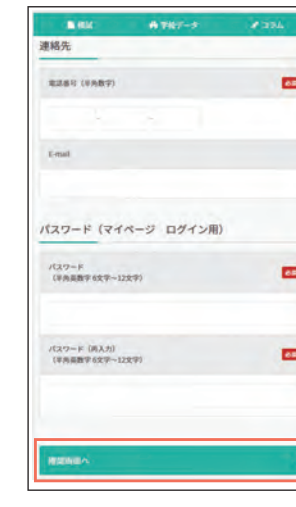 模試
学校データ
コラム
連絡先
電話番号（半角数字）
必須
- -
E-mail
パスワード（マイページ　ログイン用）
パスワード
（半角英数字 6文字〜12文字）
必須
パスワード（再入力）
（半角英数字 6文字〜12文字）
必須
確認画面へ